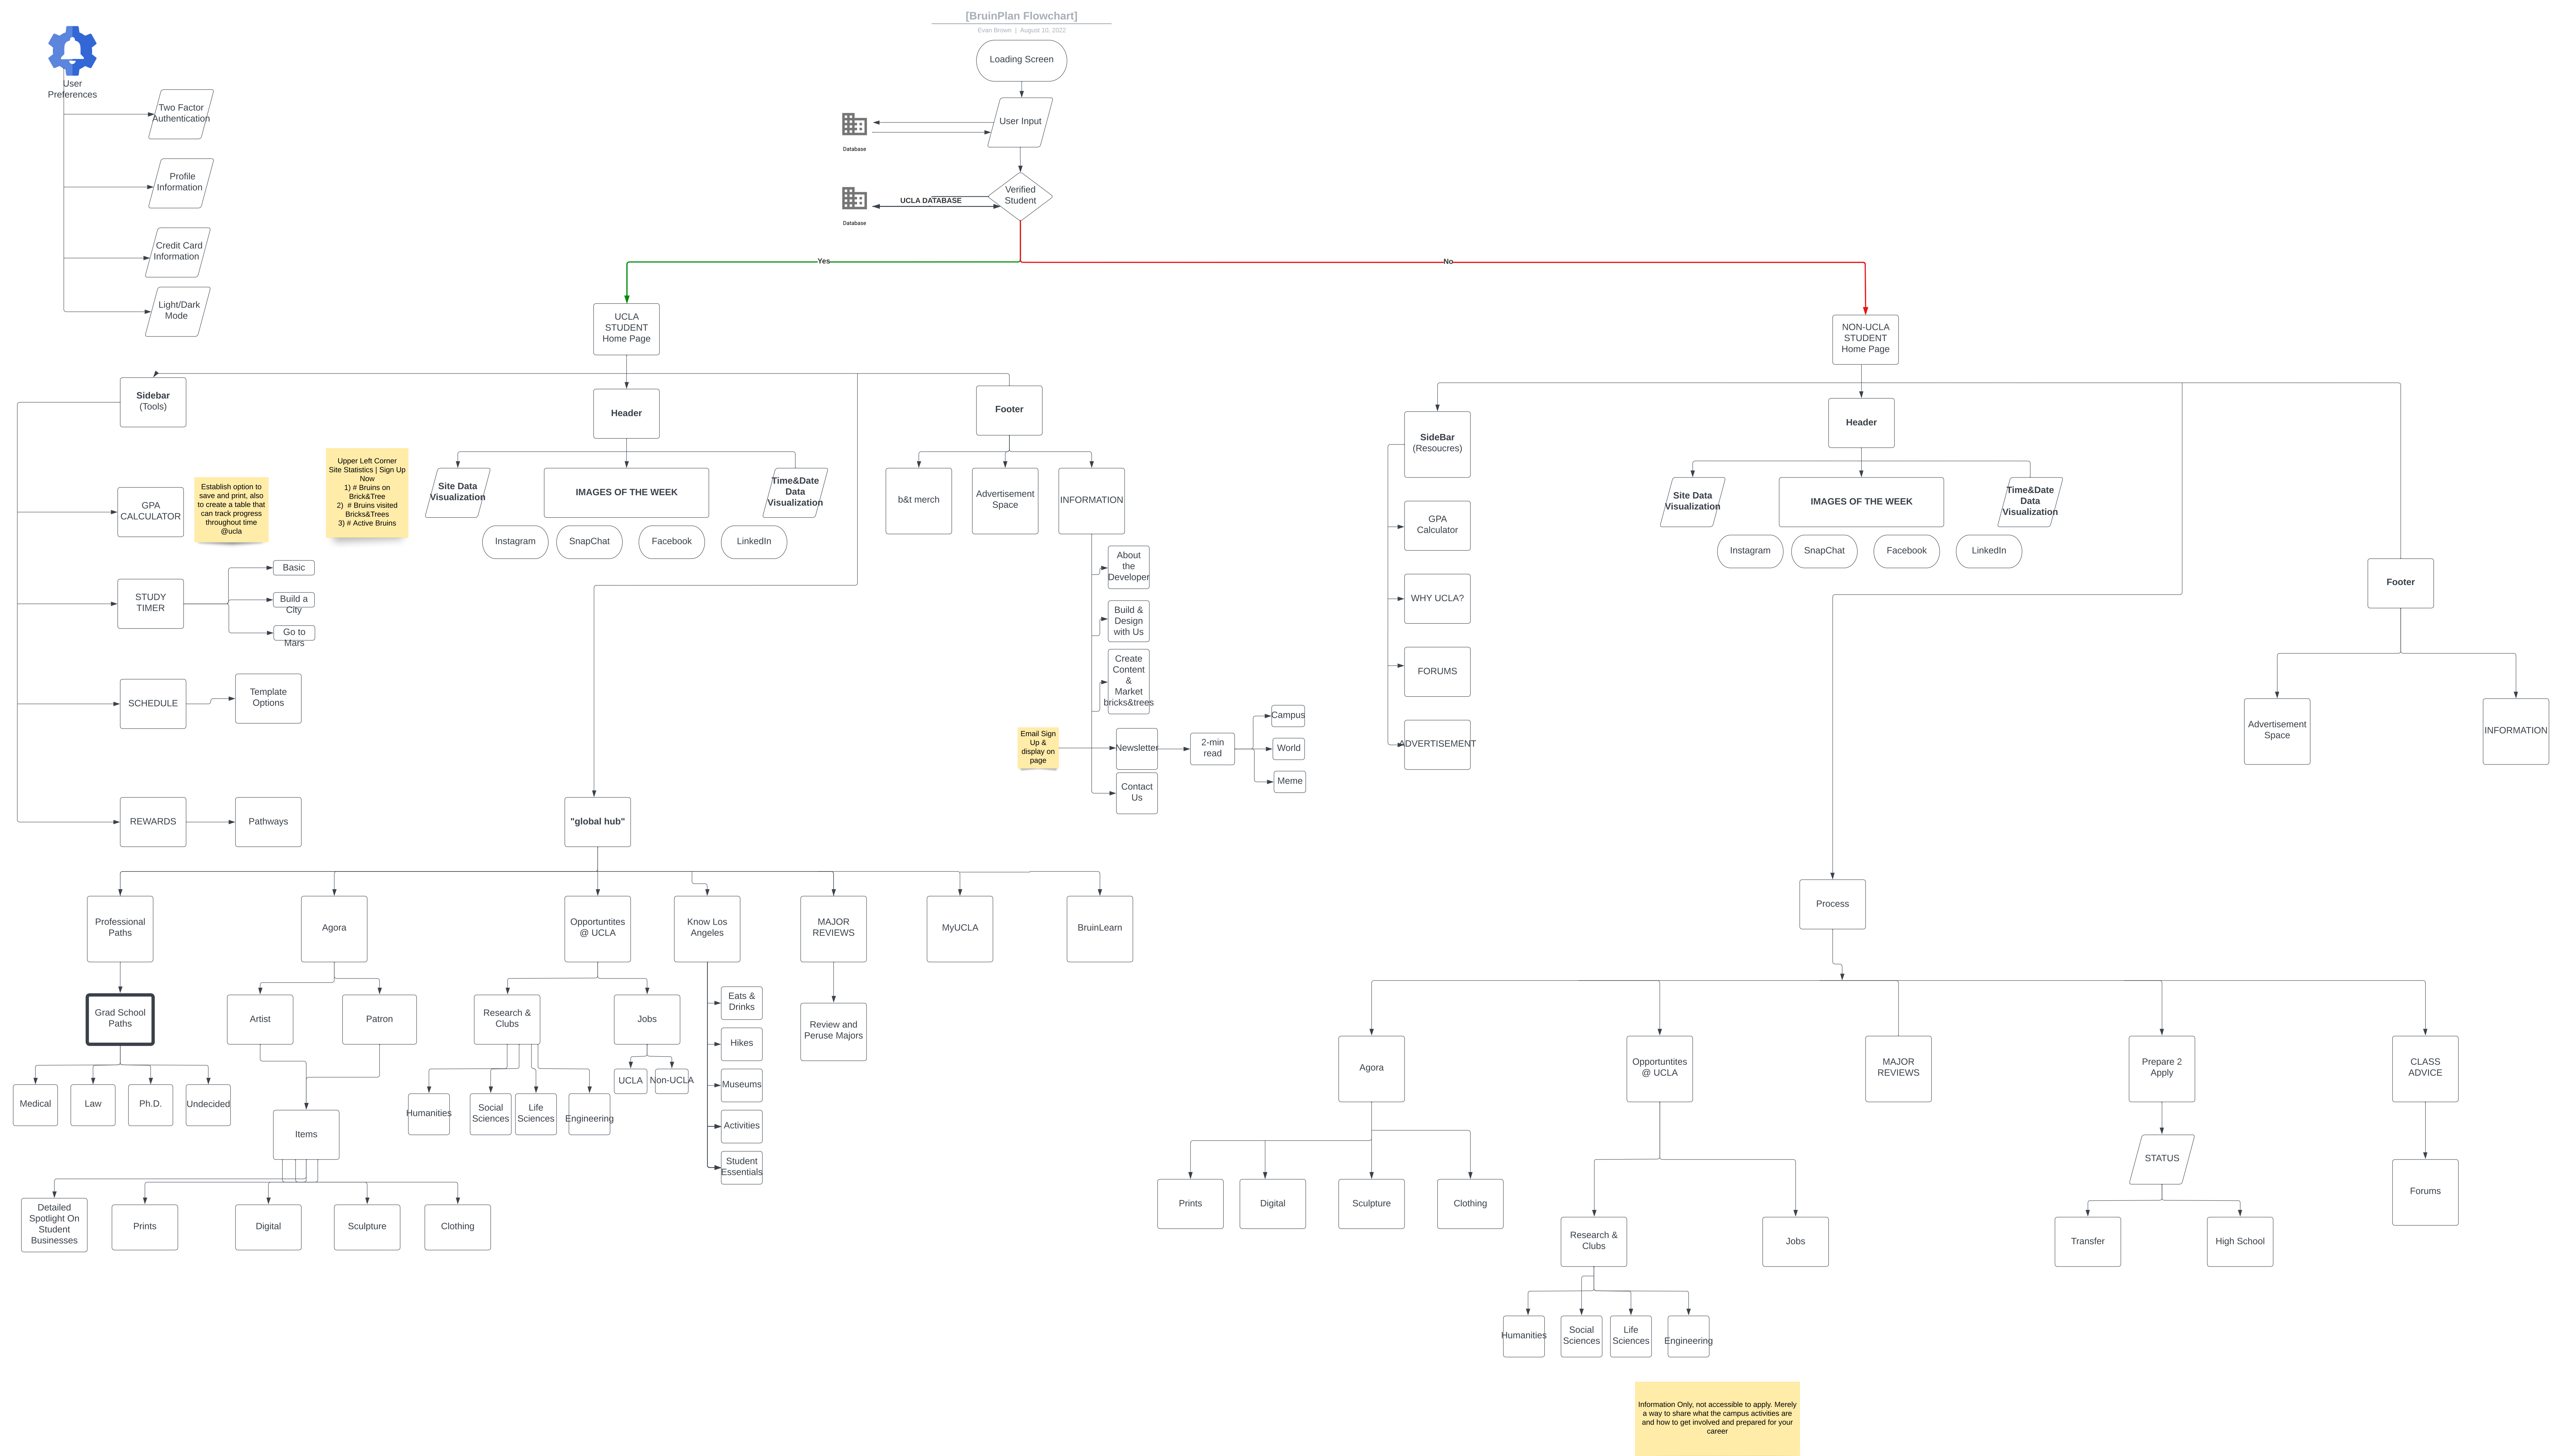 [BruinPlan Flowchart]
Evan Brown | August 10, 2022
Loading Screen
User Input
Database
Verified
Student
UCLA DATABASE
Database
Yes
No
User
Preferences
Two Factor
Authentication
Profile
Information
Credit Card
Information
Light/Dark
Mode
UCLA
STUDENT
Home Page
Sidebar
(Tools)
Header
Footer
GPA
CALCULATOR
Establish option to
save and print, also
to create a table that
can track progress
throughout time
@ucla
Upper Left Corner
Site Statistics | Sign Up
Now
1) # Bruins on
Brick&Tree
2) # Bruins visited
Bricks&Trees
3) # Active Bruins
Site Data
Visualization
IMAGES OF THE WEEK
Time&Date
Data
Visualization
Instagram
SnapChat
Facebook
LinkedIn
b&t merch
Advertisement
Space
INFORMATION
STUDY
TIMER
Basic
Build a
City
Go to
Mars
SCHEDULE
Template
Options
REWARDS
Pathways
About
the
Developer
Build &
Design
with Us
Create
Content
&
Market
bricks&trees
Email Sign
Up &
display on
page
Newsletter
2-min
read
Campus
World
Meme
Contact
Us
"global hub"
Professional
Paths
Agora
Opportuntites
@ UCLA
Know Los
Angeles
MAJOR
REVIEWS
MyUCLA
BruinLearn
Grad School
Paths
Artist
Patron
Research &
Clubs
Jobs
Eats &
Drinks
Hikes
Museums
Activities
Student
Essentials
Review and
Peruse Majors
Medical
Law
Ph.D.
Undecided
Items
Humanities
Social
Sciences
Life
Sciences
Engineering
UCLA
Non-UCLA
Detailed
Spotlight On
Student
Businesses
Prints
Digital
Sculpture
Clothing
NON-UCLA
STUDENT
Home Page
SideBar
(Resoucres)
Header
Footer
GPA
Calculator
WHY UCLA?
FORUMS
ADVERTISEMENT
Site Data
Visualization
IMAGES OF THE WEEK
Time&Date
Data
Visualization
Instagram
SnapChat
Facebook
LinkedIn
Advertisement
Space
INFORMATION
Process
Agora
Opportuntites
@ UCLA
MAJOR
REVIEWS
Prepare 2
Apply
CLASS
ADVICE
Prints
Digital
Sculpture
Clothing
Research &
Clubs
Jobs
STATUS
Transfer
High School
Forums
Humanities
Social
Sciences
Life
Sciences
Engineering
Information Only, not accessible to apply. Merely
a way to share what the campus activities are
and how to get involved and prepared for your
career